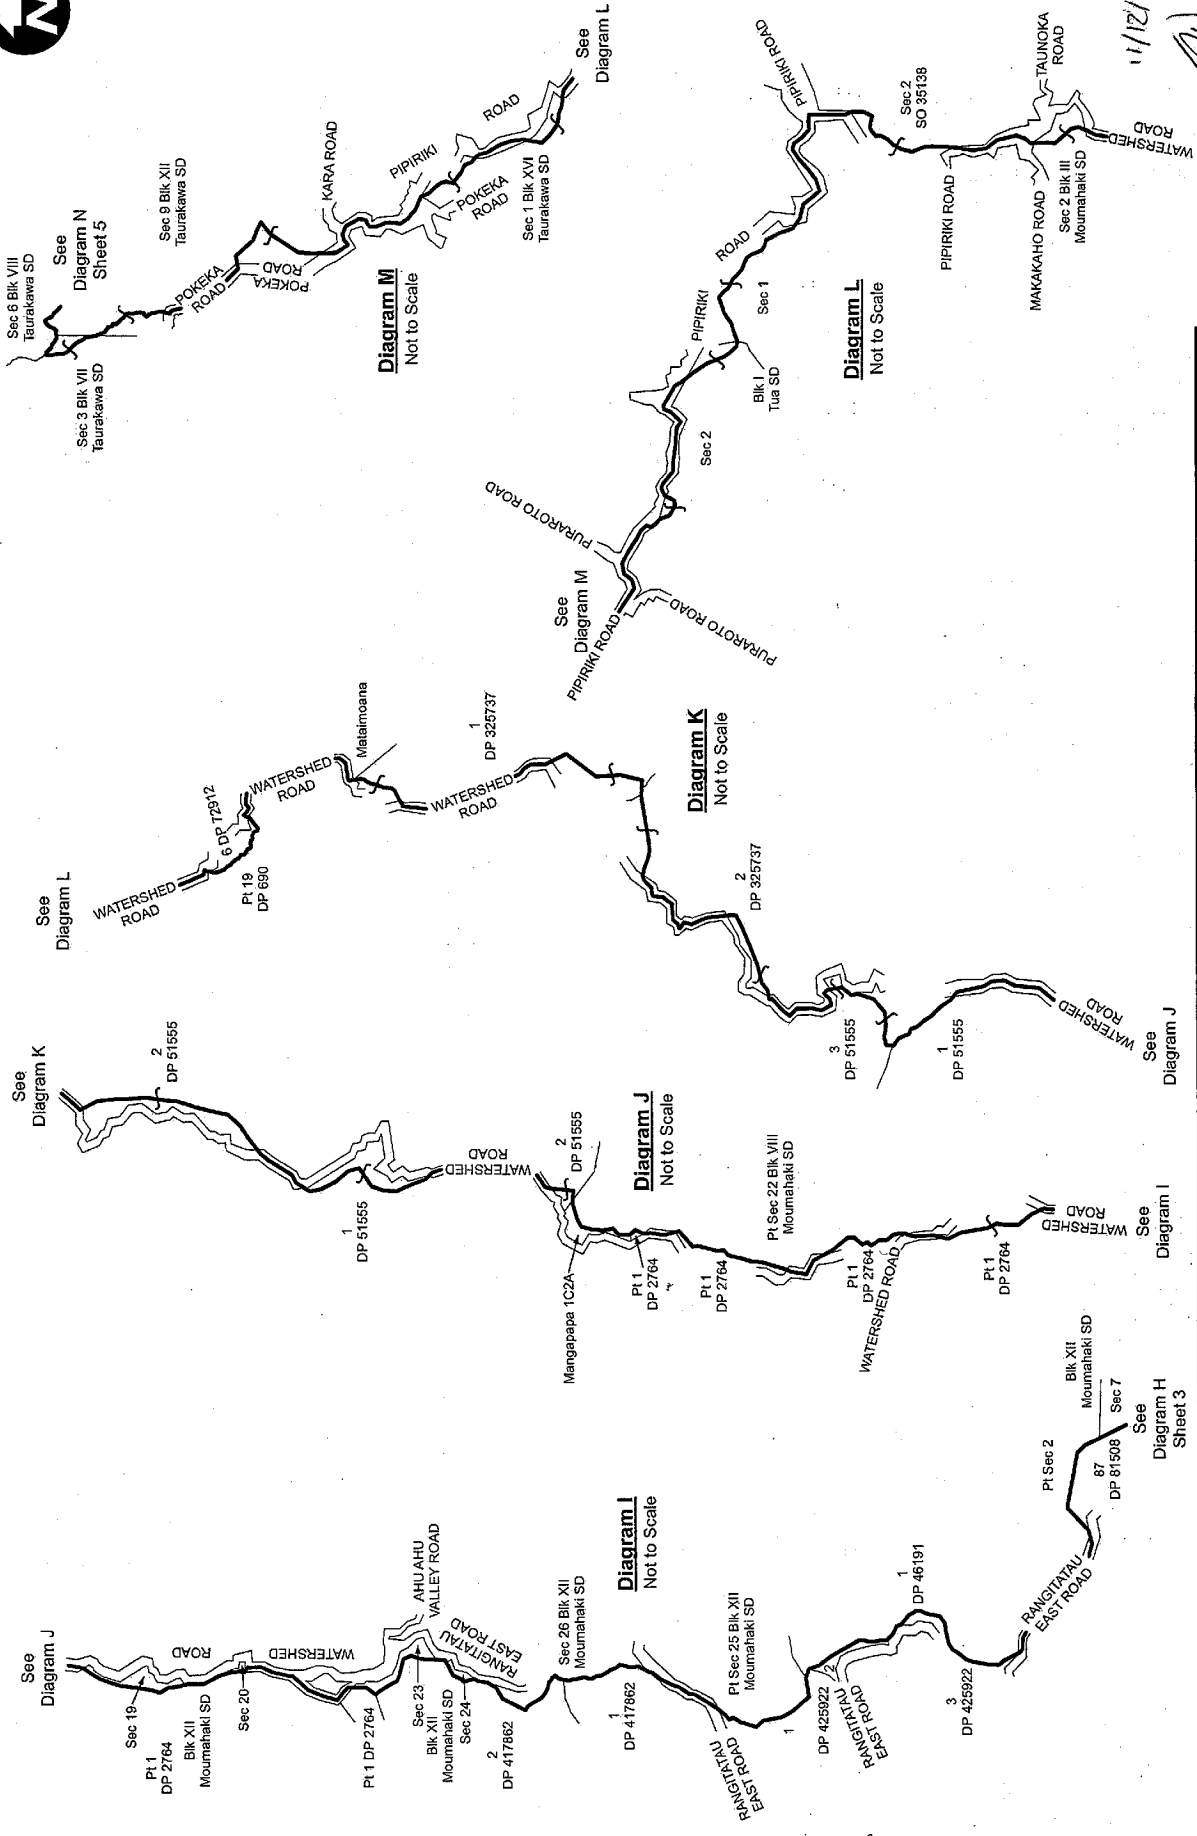 N
See
Diagram J
Sec 19
Pt 1
DP 2764
Blk XII
Moumahaki SD
ROAD
Sec 20
WATERSHED
Pt 1 DP 2764
AHU AHU
VALLEY ROAD
Sec 23
Blk XII
Moumahaki SD
Sec 24
RANGITATAU
EAST ROAD
2
DP 417862
Sec 26 Blk XII
Moumahaki SD
1
DP 417862
Diagram I
Not to Scale
RANGITATAU
EAST ROAD
Pt Sec 25 Blk XII
Moumahaki SD
1
DP 425922
2
RANGITATAU
EAST ROAD
1
DP 46191
3
DP 425922
RANGITATAU
EAST ROAD
Pt Sec 2
87
DP 81508
Blk XII
Moumahaki SD
Sec 7
See
Diagram H
Sheet 3
See
Diagram K
2
DP 51555
1
DP 51555
WATERSHED
ROAD
2
DP 51555
Mangapapa 1C2A
Diagram J
Not to Scale
Pt 1
DP 2764
Pt 1
DP 2764
Pt Sec 22 Blk VIII
Moumahaki SD
Pt 1
DP 2764
WATERSHED ROAD
Pt 1
DP 2764
WATERSHED
ROAD
See
Diagram I
See
Diagram L
WATERSHED
ROAD
6 DP 72912
Pt 19
DP 690
WATERSHED
ROAD
Mataimoana
WATERSHED
ROAD
1
DP 325737
Diagram K
Not to Scale
2
DP 325737
3
DP 51555
1
DP 51555
WATERSHED
ROAD
See
Diagram J
Sec 6 Blk VIII
Taurakawa SD
See
Diagram N
Sheet 5
Sec 3 Blk VII
Taurakawa SD
Sec 9 Blk XII
Taurakawa SD
POKEKA
ROAD
POKEKA
ROAD
KARA ROAD
PIPIRIKI
ROAD
POKEKA
ROAD
Sec 1 Blk XVI
Taurakawa SD
See
Diagram L
Diagram M
Not to Scale
PURAROTO ROAD
See
Diagram M
PIPIRIKI ROAD
PURAROTO ROAD
Sec 2
PIPIRIKI
ROAD
Blk I
Tua SD
Sec 1
PIPIRIKI ROAD
Sec 2
SO 35138
Diagram L
Not to Scale
PIPIRIKI ROAD
TAUNOKA
ROAD
MAKAKAHO ROAD
Sec 2 Blk III
Moumahaki SD
WATERSHED
ROAD